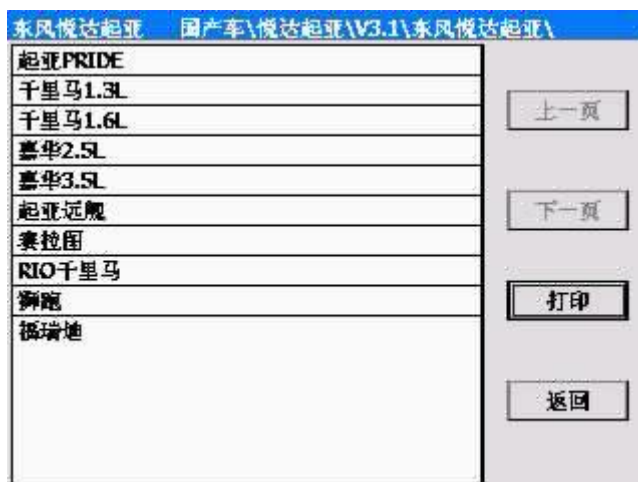 东风悦达起亚 国产车\悦达起亚\V3.1\东风悦达起亚\
起亚PRIDE
千里马1.3L
千里马1.6L
嘉华2.5L
嘉华3.5L
起亚远舰
赛拉图
RIO千里马
狮跑
福瑞迪
上一页
下一页
打印
返回